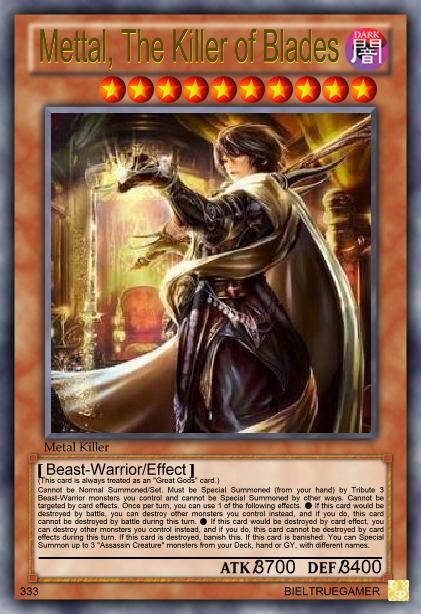 Mettal, The Killer of Blades
DARK
闇
Metal Killer
[ Beast-Warrior/Effect ]
(This card is always treated as an "Great Gods" card.)
Cannot be Normal Summoned/Set. Must be Special Summoned (from your hand) by Tribute 3
Beast-Warrior monsters you control and cannot be Special Summoned by other ways. Cannot be
targeted by card effects. Once per turn, you can use 1 of the following effects. ● If this card would be
destroyed by battle, you can destroy other monsters you control instead, and if you do, this card
cannot be destroyed by battle during this turn. ● If this card would be destroyed by card effect, you
can destroy other monsters you control instead, and if you do, this card cannot be destroyed by card
effects during this turn. If this card is destroyed, banish this. If this card is banished: You can Special
Summon up to 3 "Assassin Creature" monsters from your Deck, hand or GY, with different names.
ATK 8700 DEF 8400
333 BIELTRUEGAMER